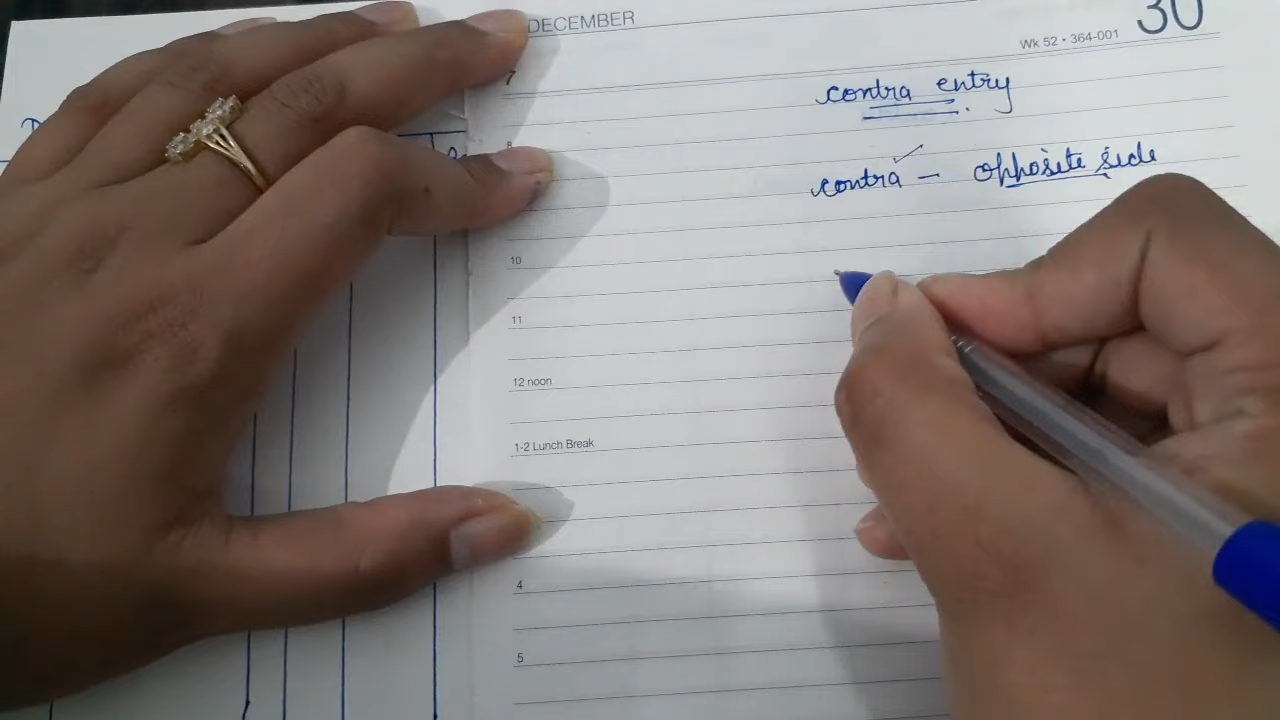 DECEMBER
30
Wk 52 • 364-001
7
contra entry
8
contra - opposite side
10
11
12 noon
1-2 Lunch Break
4
5